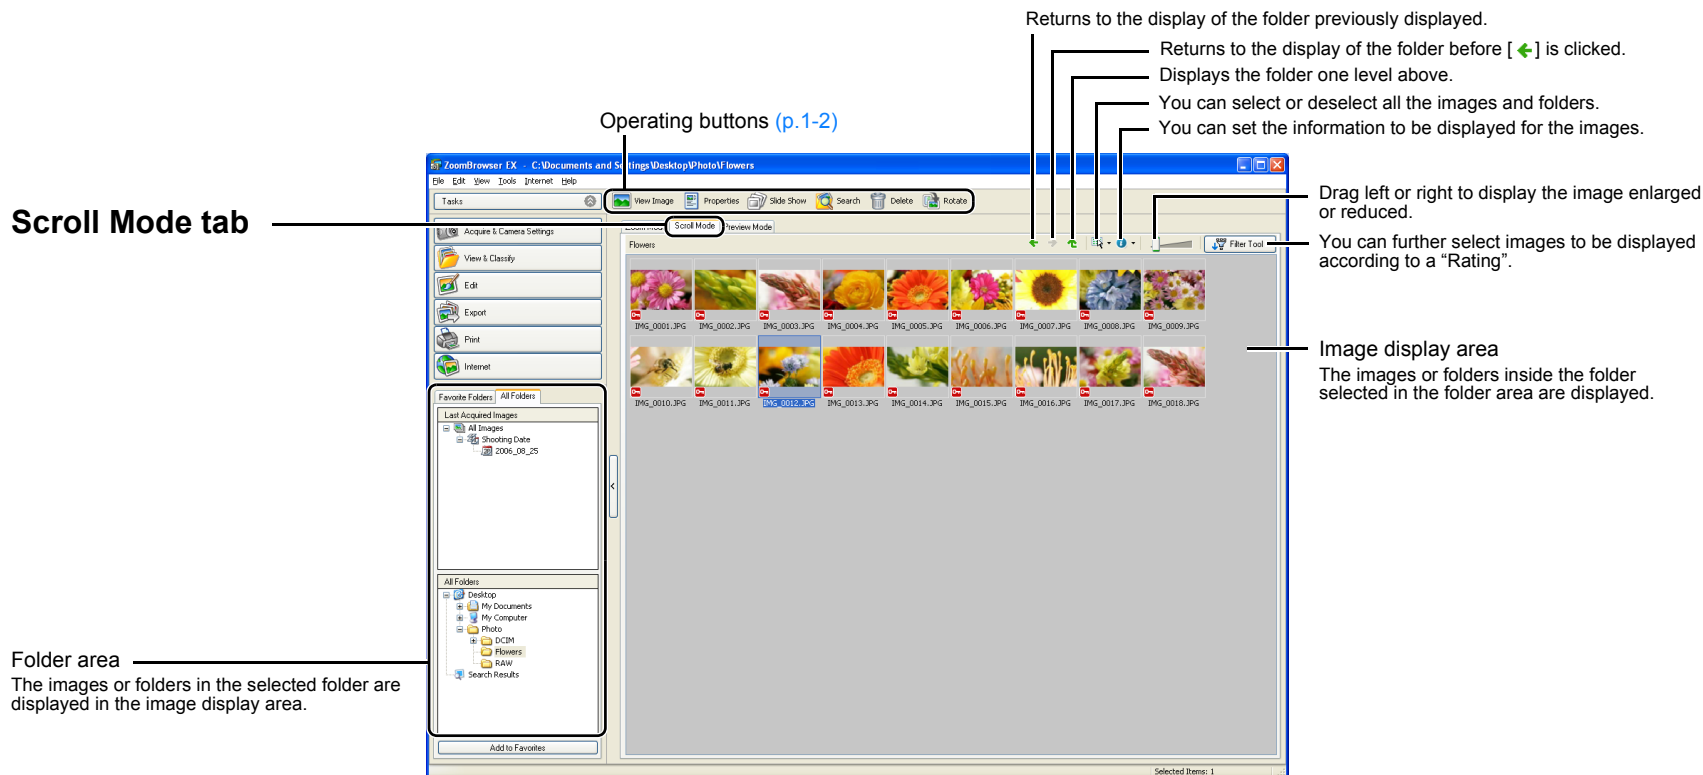 Returns to the display of the folder previously displayed.
Returns to the display of the folder before [ ] is clicked.
Displays the folder one level above.
You can select or deselect all the images and folders.
You can set the information to be displayed for the images.
Operating buttons (p.1-2)
ZoomBrowser EX - C:\Documents and Settings\Desktop\Photo\Flowers
File Edit View Tools Internet Help
Tasks
View Image Properties Slide Show Search Delete Rotate
Drag left or right to display the image enlarged
or reduced.
Scroll Mode tab
Acquire & Camera Settings
Zoom Mode Scroll Mode Preview Mode
Flowers
Filter Tool
You can further select images to be displayed
according to a “Rating”.
View & Classify
Edit
Export
Print
Internet
IMG_0001.JPG IMG_0002.JPG IMG_0003.JPG IMG_0004.JPG IMG_0005.JPG IMG_0006.JPG IMG_0007.JPG IMG_0008.JPG IMG_0009.JPG
IMG_0010.JPG IMG_0011.JPG IMG_0012.JPG IMG_0013.JPG IMG_0014.JPG IMG_0015.JPG IMG_0016.JPG IMG_0017.JPG IMG_0018.JPG
Image display area
The images or folders inside the folder
selected in the folder area are displayed.
Favorite Folders All Folders
Last Acquired Images
All Images
Shooting Date
2006_08_25
All Folders
Desktop
My Documents
My Computer
Photo
DCIM
Flowers
RAW
Search Results
Folder area
The images or folders in the selected folder are
displayed in the image display area.
Add to Favorites
Selected Items: 1